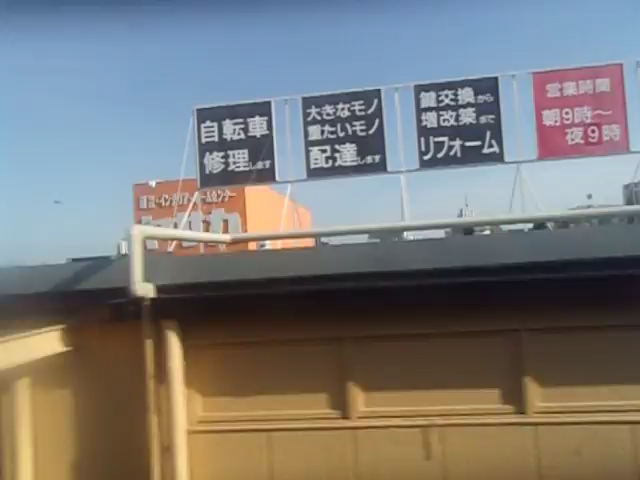 自転車
修理します
大きなモノ
重たいモノ
配達します
鍵交換から
増改築まで
リフォーム
営業時間
朝9時～
夜9時